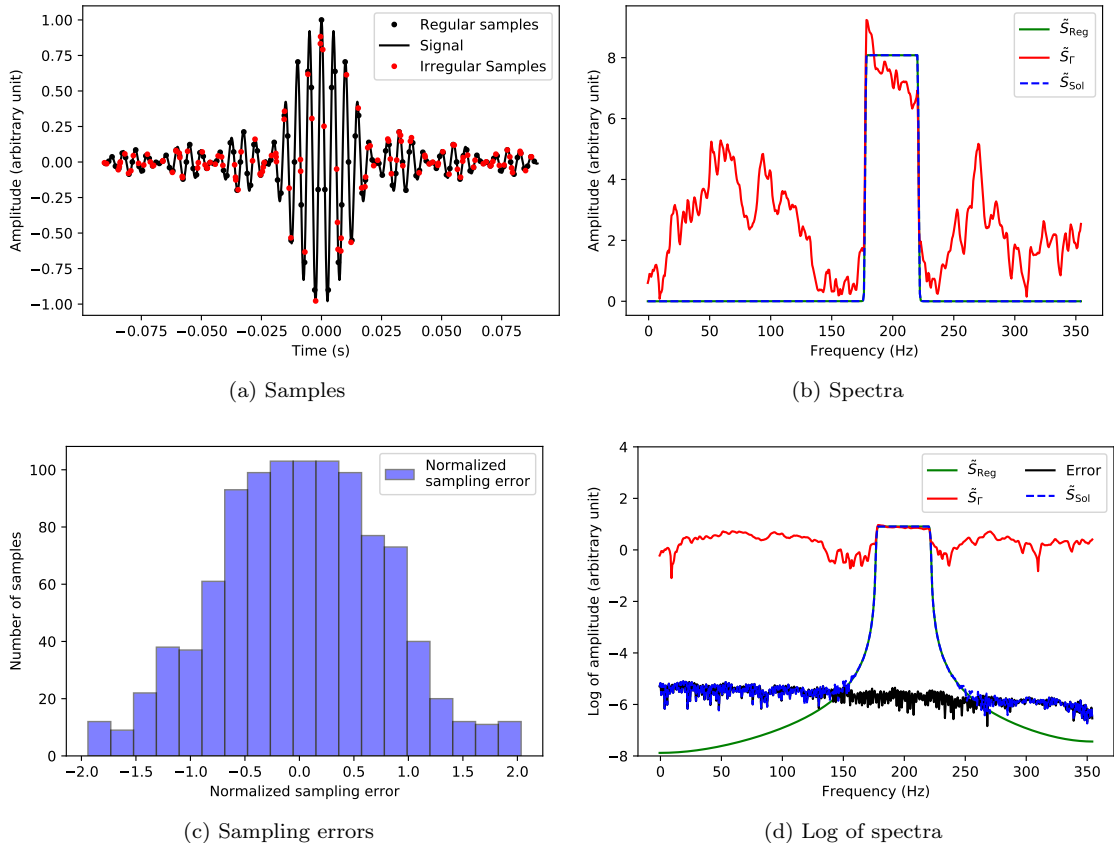 Regular samples
Signal
Irregular Samples
1.00
0.75
0.50
0.25
0.00
−0.25
−0.50
−0.75
−1.00
Amplitude (arbitrary unit)
−0.075 −0.050 −0.025 0.000 0.025 0.050 0.075
Time (s)
(a) Samples
S̃Reg
S̃Γ
S̃Sol
8
6
4
2
0
Amplitude (arbitrary unit)
0 50 100 150 200 250 300 350
Frequency (Hz)
(b) Spectra
Normalized
sampling error
100
80
60
40
20
0
Number of samples
−2.0 −1.5 −1.0 −0.5 0.0 0.5 1.0 1.5 2.0
Normalized sampling error
(c) Sampling errors
S̃Reg Error
S̃Γ S̃Sol
4
2
0
−2
−4
−6
−8
Log of amplitude (arbitrary unit)
0 50 100 150 200 250 300 350
Frequency (Hz)
(d) Log of spectra